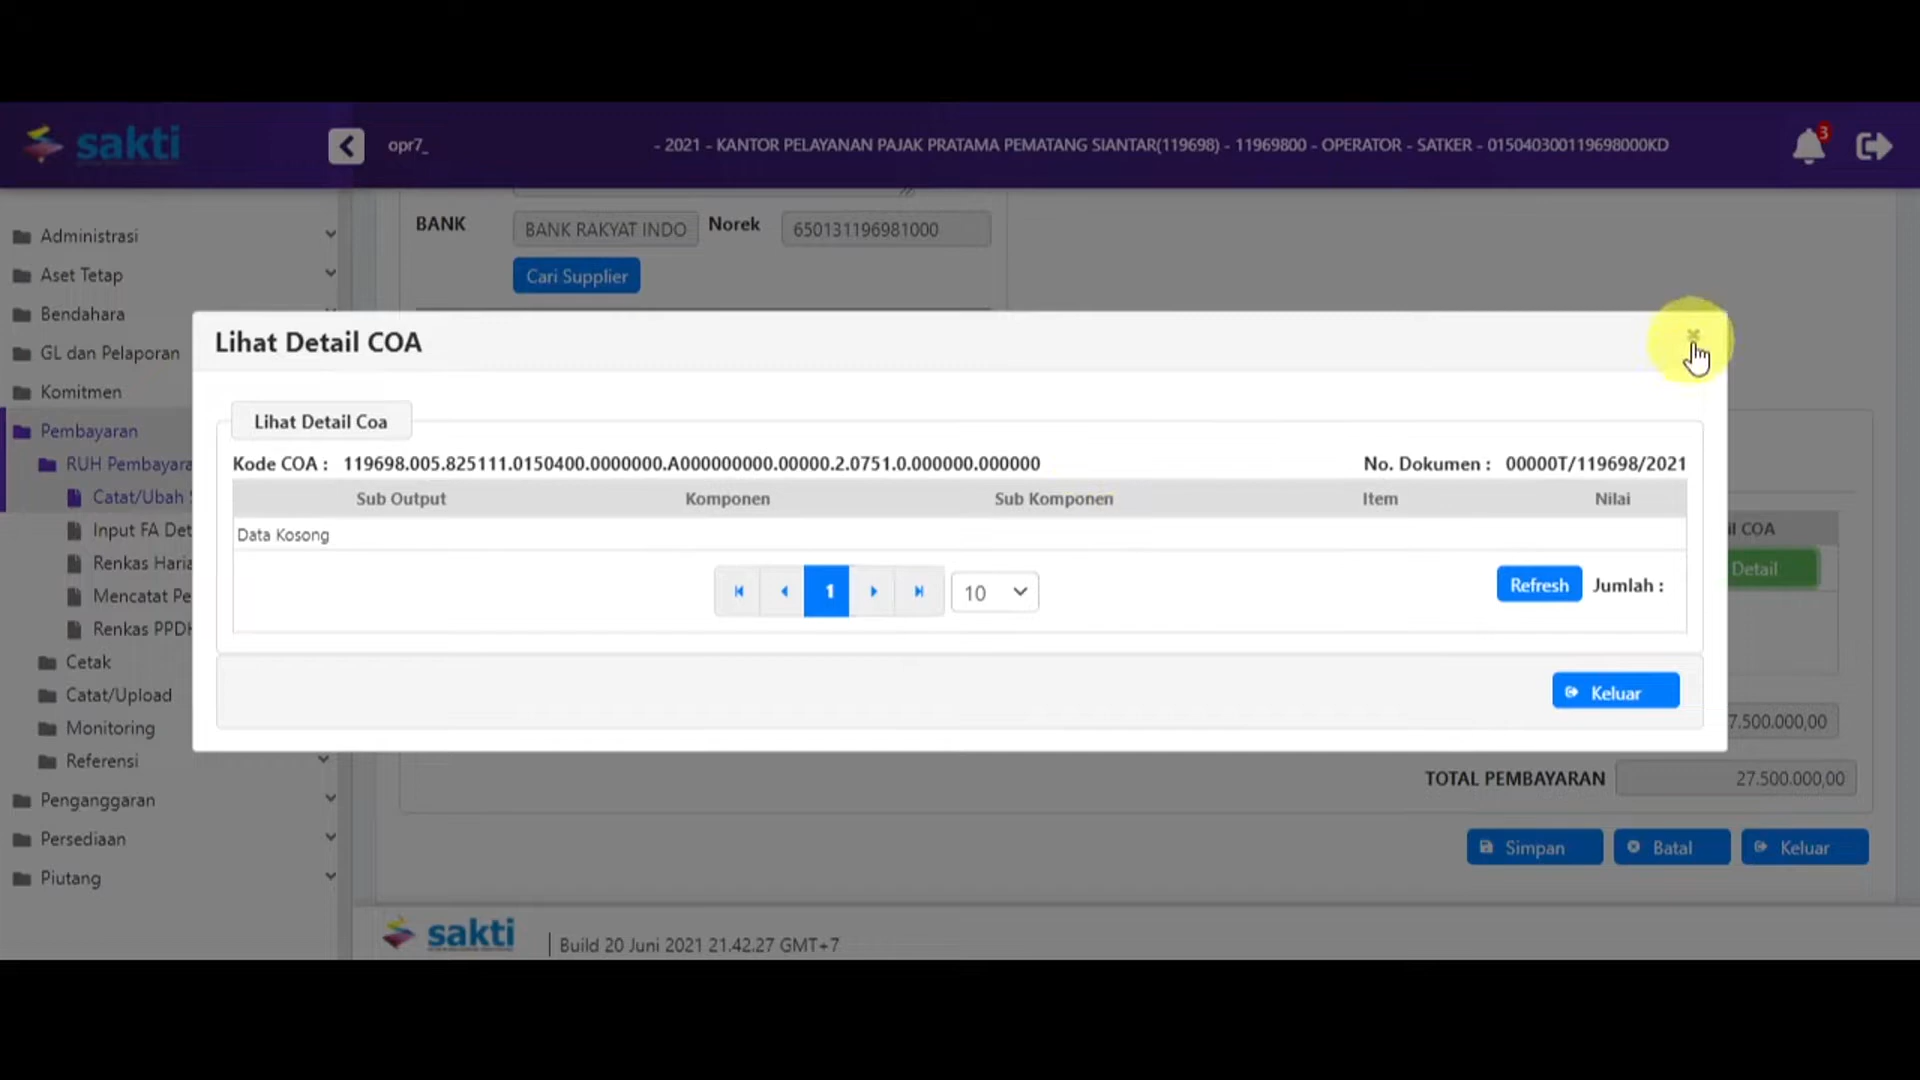 sakti
opr7_
- 2021 - KANTOR PELAYANAN PAJAK PRATAMA PEMATANG SIANTAR(119698) - 11969800 - OPERATOR - SATKER - 015040300119698000KD
3
Administrasi
Aset Tetap
Bendahara
GL dan Pelaporan
Komitmen
Pembayaran
RUH Pembayara
Catat/Ubah
Input FA Det
Renkas Haria
Mencatat Pe
Renkas PPDH
Cetak
Catat/Upload
Monitoring
Referensi
Penganggaran
Persediaan
Piutang
BANK BANK RAKYAT INDO Norek 650131196981000
Cari Supplier
Lihat Detail COA
Lihat Detail Coa
Kode COA : 119698.005.825111.0150400.0000000.A000000000.00000.2.0751.0.000000.000000 No. Dokumen : 00000T/119698/2021
Sub Output Komponen Sub Komponen Item Nilai
Data Kosong
1 10 Refresh Jumlah :
Keluar
COA
Detail
7.500.000,00
TOTAL PEMBAYARAN 27.500.000,00
Simpan Batal Keluar
sakti | Build 20 Juni 2021 21.42.27 GMT+7